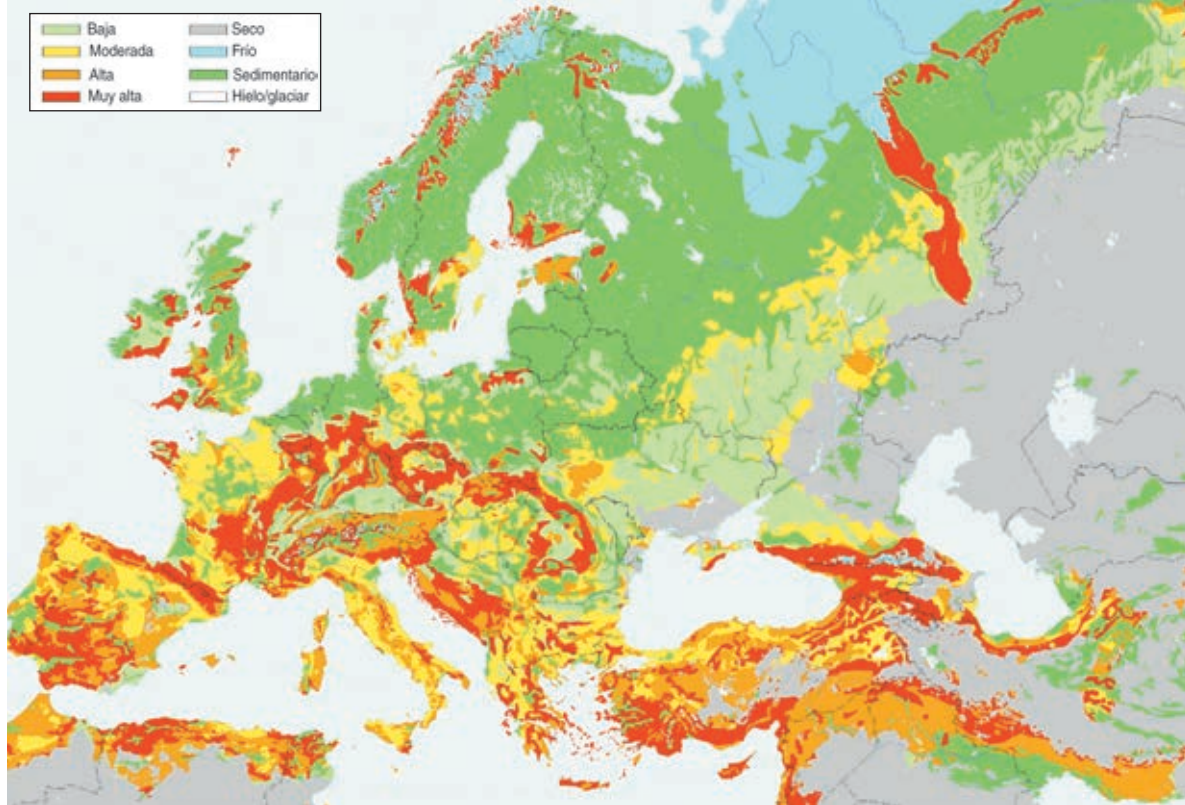 Baja
Moderada
Alta
Muy alta
Seco
Frío
Sedimentario
Hielo/glaciar